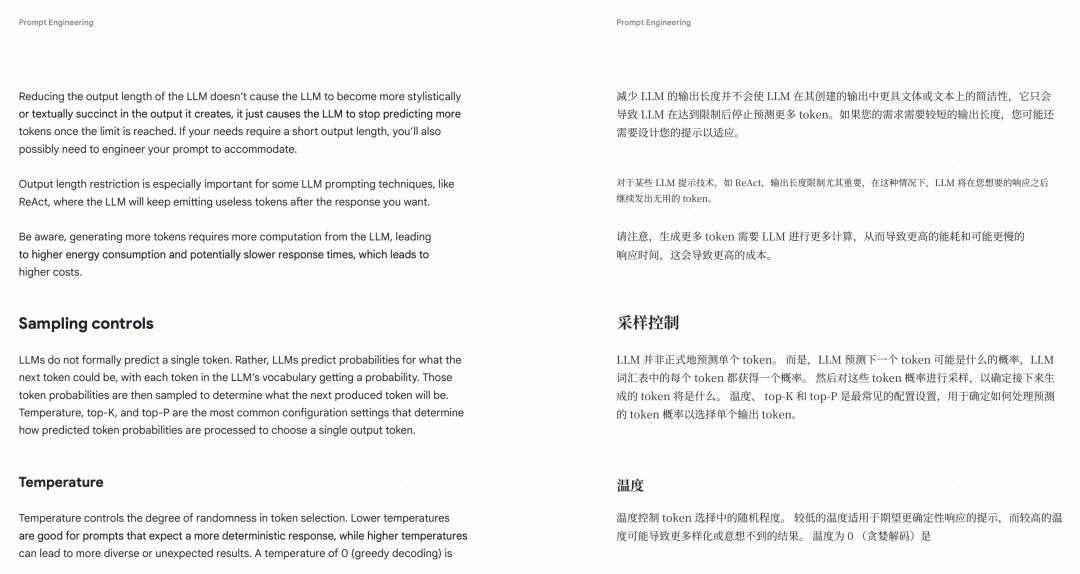 Prompt Engineering
Reducing the output length of the LLM doesn't cause the LLM to become more stylistically
or textually succinct in the output it creates, it just causes the LLM to stop predicting more
tokens once the limit is reached. If your needs require a short output length, you'll also
possibly need to engineer your prompt to accommodate.
Output length restriction is especially important for some LLM prompting techniques, like
ReAct, where the LLM will keep emitting useless tokens after the response you want.
Be aware, generating more tokens requires more computation from the LLM, leading
to higher energy consumption and potentially slower response times, which leads to
higher costs.
Sampling controls
LLMs do not formally predict a single token. Rather, LLMs predict probabilities for what the
next token could be, with each token in the LLM's vocabulary getting a probability. Those
token probabilities are then sampled to determine what the next produced token will be.
Temperature, top-K, and top-P are the most common configuration settings that determine
how predicted token probabilities are processed to choose a single output token.
Temperature
Temperature controls the degree of randomness in token selection. Lower temperatures
are good for prompts that expect a more deterministic response, while higher temperatures
can lead to more diverse or unexpected results. A temperature of 0 (greedy decoding) is
Prompt Engineering
减少 LLM 的输出长度并不会使 LLM 在其创建的输出中更具文体或文本上的简洁性，它只会
导致 LLM 在达到限制后停止预测更多 token。如果您的需求需要较短的输出长度，您可能还
需要设计您的提示以适应。
对于某些 LLM 提示技术，如 ReAct，输出长度限制尤其重要，在这种情况下，LLM 将在您想要的响应之后
继续发出无用的 token。
请注意，生成更多 token 需要 LLM 进行更多计算，从而导致更高的能耗和可能更慢的
响应时间，这会导致更高的成本。
采样控制
LLM 并非正式地预测单个 token。 而是，LLM 预测下一个 token 可能是什么的概率，LLM
词汇表中的每个 token 都获得一个概率。 然后对这些 token 概率进行采样，以确定接下来生
成的 token 将是什么。 温度、 top-K 和 top-P 是最常见的配置设置，用于确定如何处理预测
的 token 概率以选择单个输出 token。
温度
温度控制 token 选择中的随机程度。 较低的温度适用于期望更确定性响应的提示，而较高的温
度可能导致更多样化或意想不到的结果。 温度为 0 （贪婪解码）是